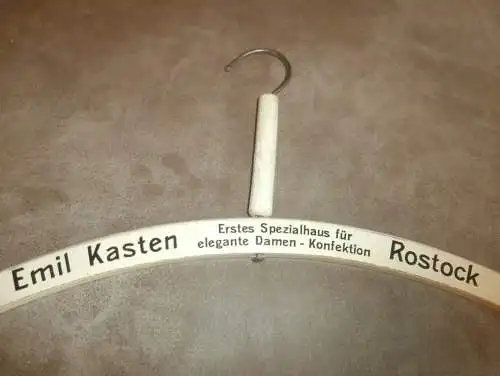 Emil Kasten
Erstes Spezialhaus für
elegante Damen - Konfektion
Rostock